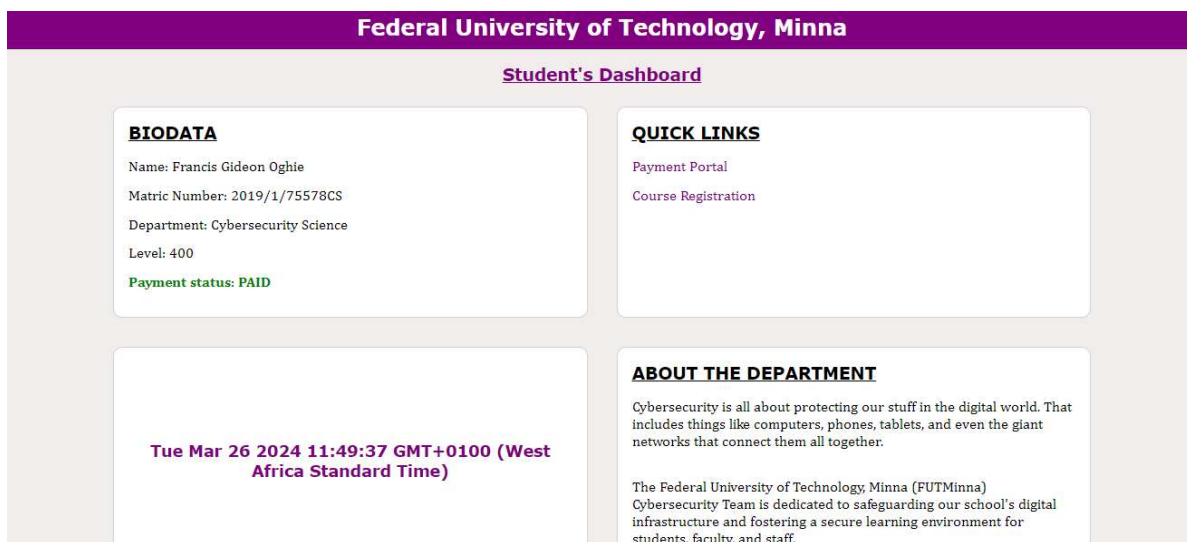 Federal University of Technology, Minna
Student's Dashboard
BIODATA
Name: Francis Gideon Oghie
Matric Number: 2019/1/75578CS
Department: Cybersecurity Science
Level: 400
Payment status: PAID
QUICK LINKS
Payment Portal
Course Registration
Tue Mar 26 2024 11:49:37 GMT+0100 (West
Africa Standard Time)
ABOUT THE DEPARTMENT
Cybersecurity is all about protecting our stuff in the digital world. That
includes things like computers, phones, tablets, and even the giant
networks that connect them all together.
The Federal University of Technology, Minna (FUTMinna)
Cybersecurity Team is dedicated to safeguarding our school's digital
infrastructure and fostering a secure learning environment for
students, faculty, and staff.